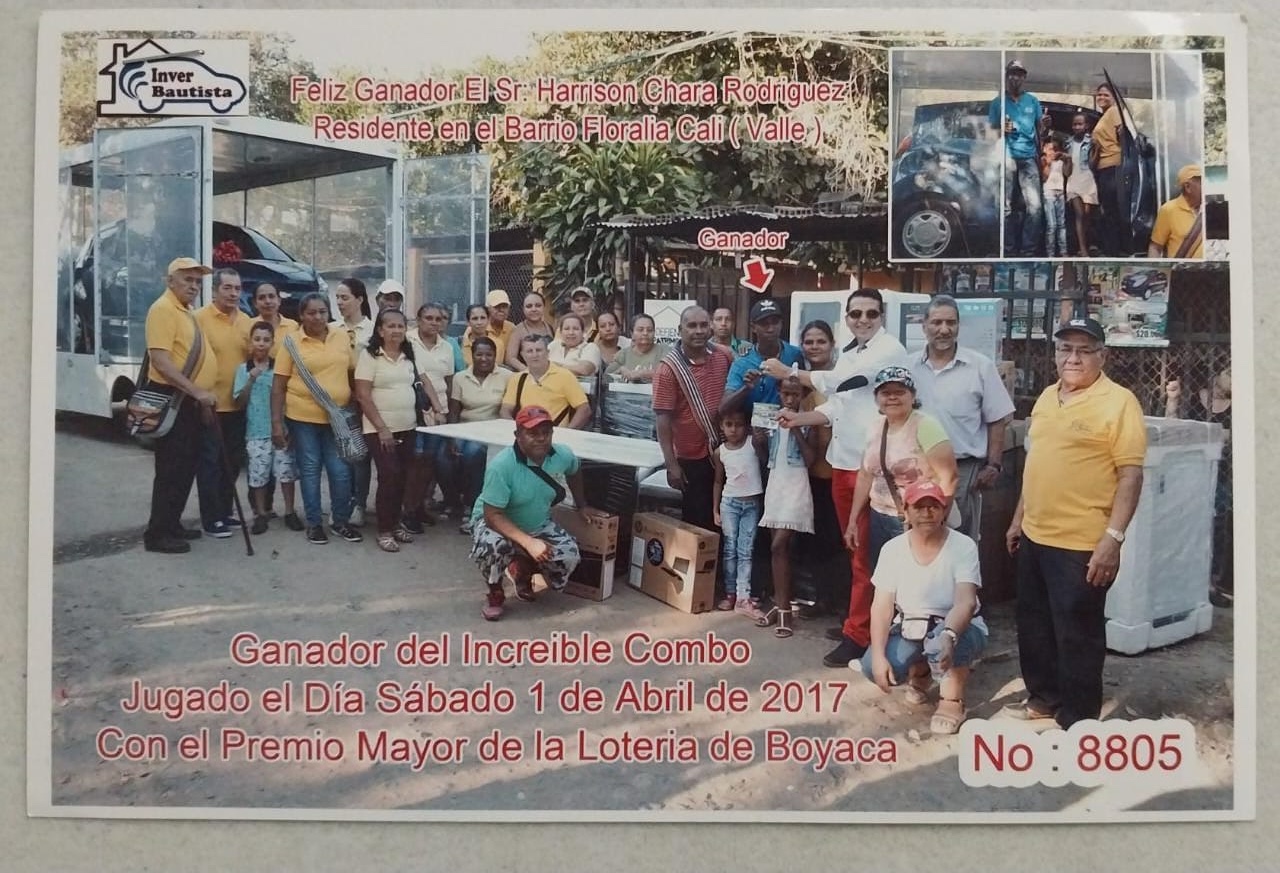 Inver
Bautista
Feliz Ganador El Sr: Harrison Chara Rodriguez
Residente en el Barrio Floralia Cali ( Valle )
Ganador
Ganador del Increible Combo
Jugado el Día Sábado 1 de Abril de 2017
Con el Premio Mayor de la Loteria de Boyaca
No : 8805